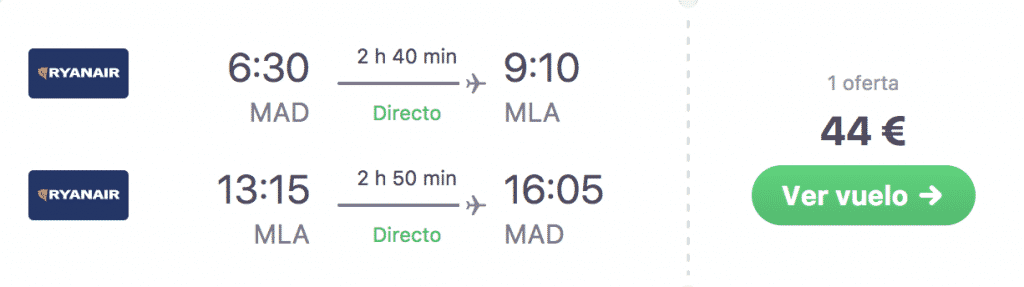 RYANAIR
6:30
2 h 40 min
9:10
MAD
Directo
MLA
RYANAIR
13:15
2 h 50 min
16:05
MLA
Directo
MAD
1 oferta
44 €
Ver vuelo →